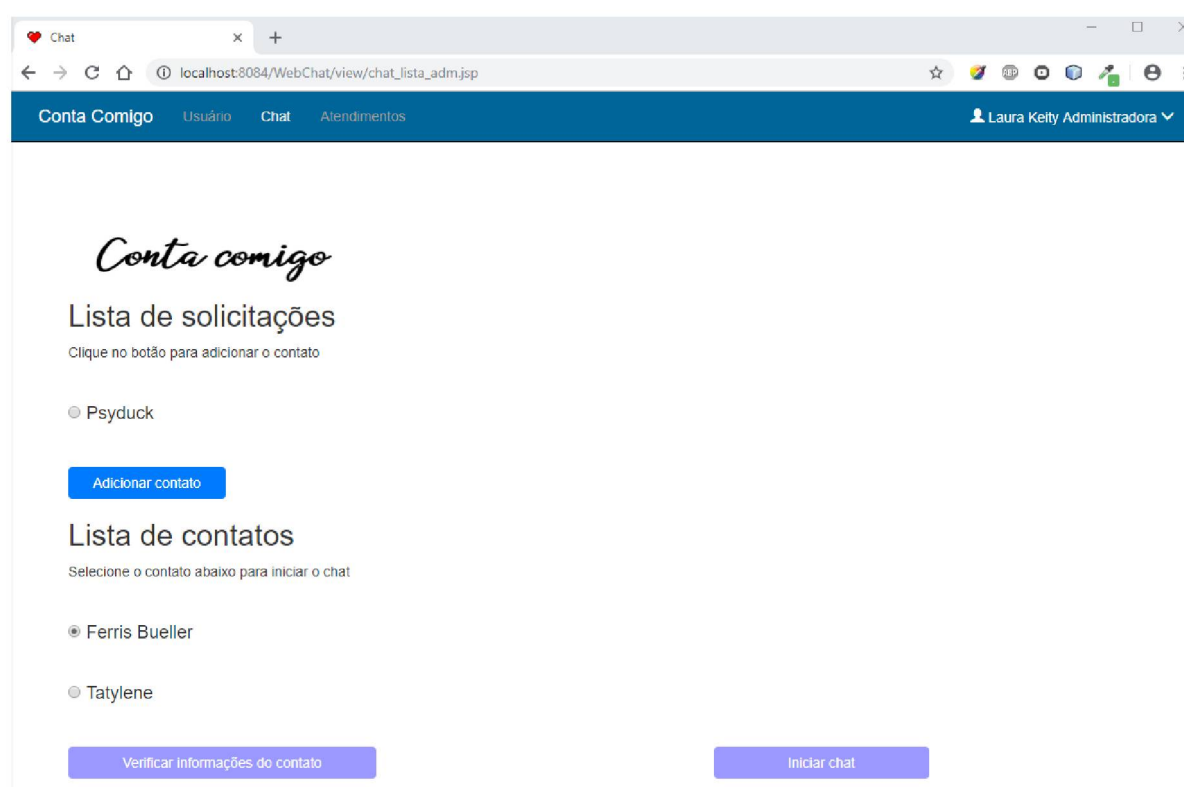 Chat
localhost:8084/WebChat/view/chat_lista_adm.jsp
ABP
Conta Comigo Usuário Chat Atendimentos Laura Keity Administradora
Conta comigo
Lista de solicitações
Clique no botão para adicionar o contato
Psyduck
Adicionar contato
Lista de contatos
Selecione o contato abaixo para iniciar o chat
Ferris Bueller
Tatylene
Verificar informações do contato Iniciar chat